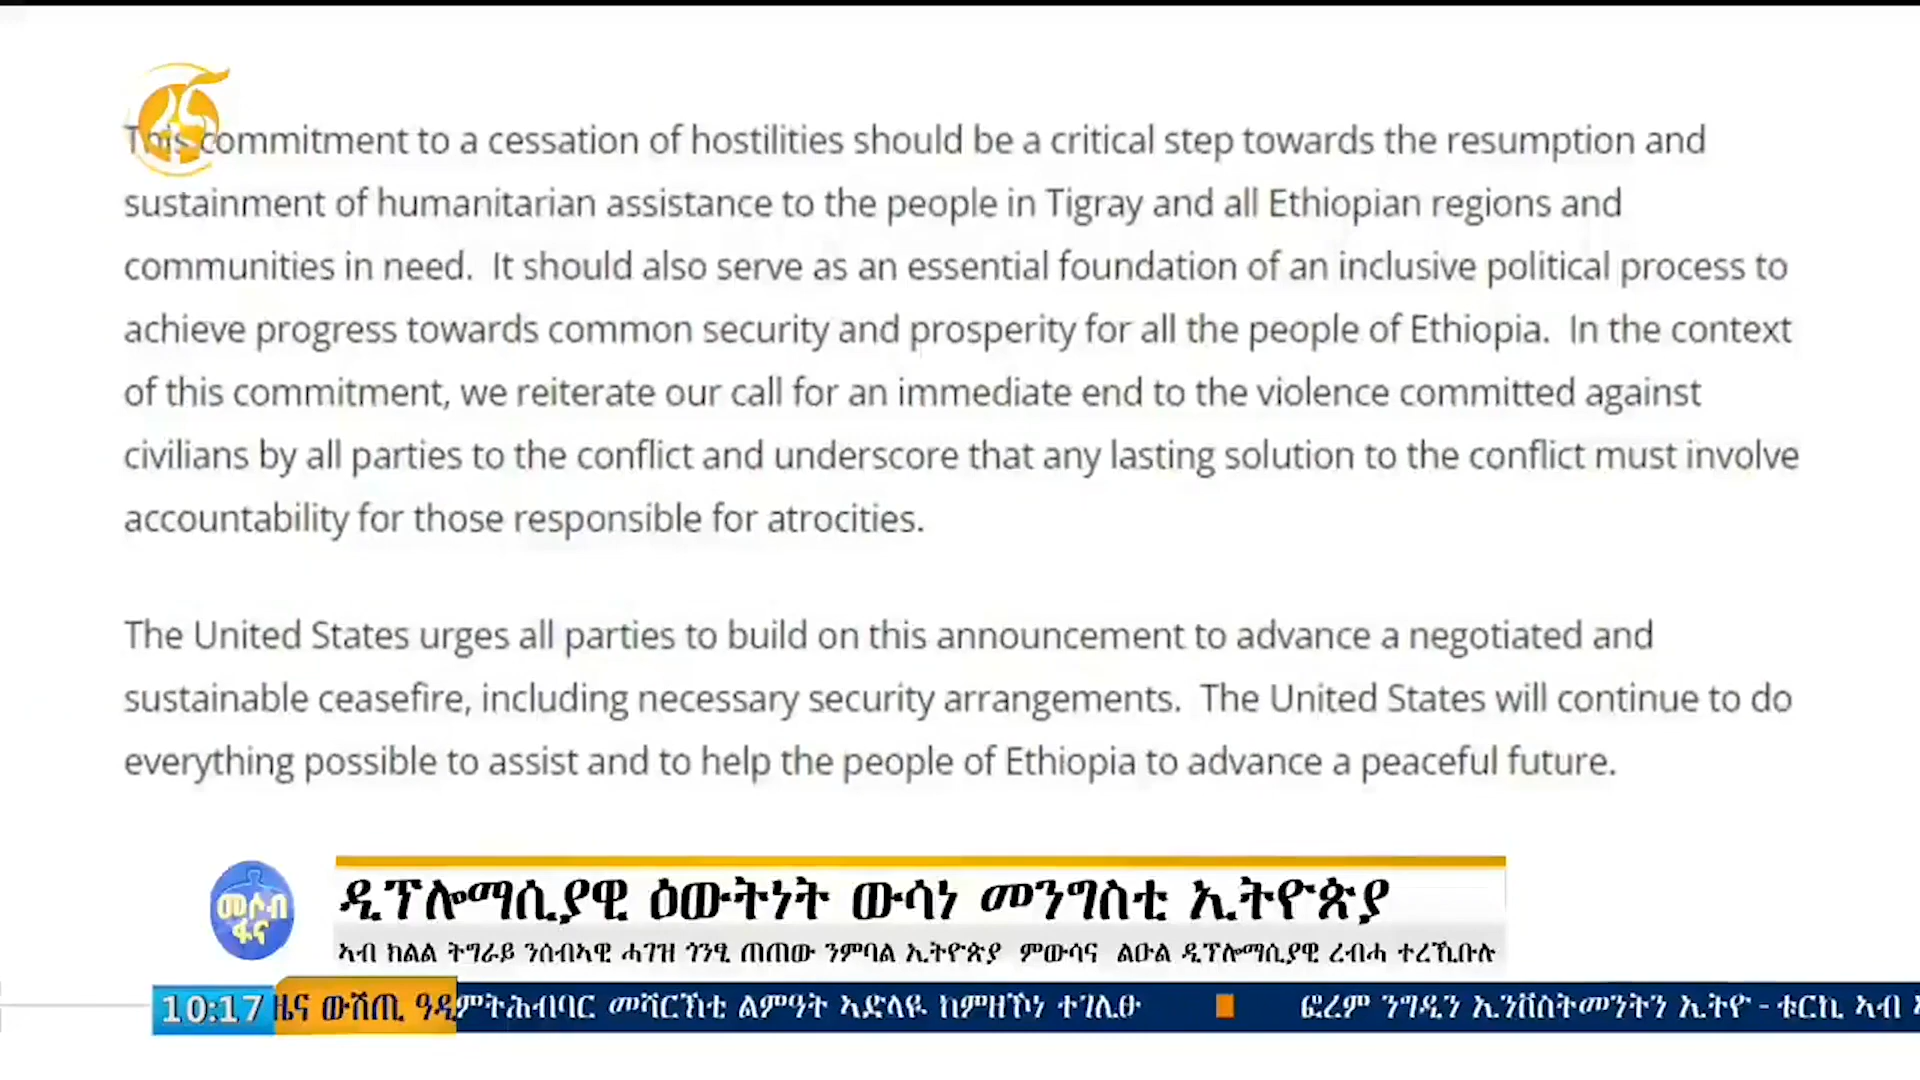 This commitment to a cessation of hostilities should be a critical step towards the resumption and
sustainment of humanitarian assistance to the people in Tigray and all Ethiopian regions and
communities in need. It should also serve as an essential foundation of an inclusive political process to
achieve progress towards common security and prosperity for all the people of Ethiopia. In the context
of this commitment, we reiterate our call for an immediate end to the violence committed against
civilians by all parties to the conflict and underscore that any lasting solution to the conflict must involve
accountability for those responsible for atrocities.
The United States urges all parties to build on this announcement to advance a negotiated and
sustainable ceasefire, including necessary security arrangements. The United States will continue to do
everything possible to assist and to help the people of Ethiopia to advance a peaceful future.
መሶብ
ፋና
ዲፕሎማሲያዊ ዕውትነት ውሳነ መንግስቲ ኢትዮጵያ
ኣብ ክልል ትግራይ ንሰብኣዊ ሓገዝ ጎንፂ ጠጠው ንምባል ኢትዮጵያ ምውሳና ልዑል ዲፕሎማሲያዊ ረብሓ ተረኺቡሉ
10:17 ዜና ውሽጢ ዓዲ ምትሕብባር መሻርኽቲ ልምዓት ኣድላዪ ከምዘኾነ ተገሊፁ ፎረም ንግዲን ኢንቨስትመንትን ኢትዮ - ቱርኪ ኣብ